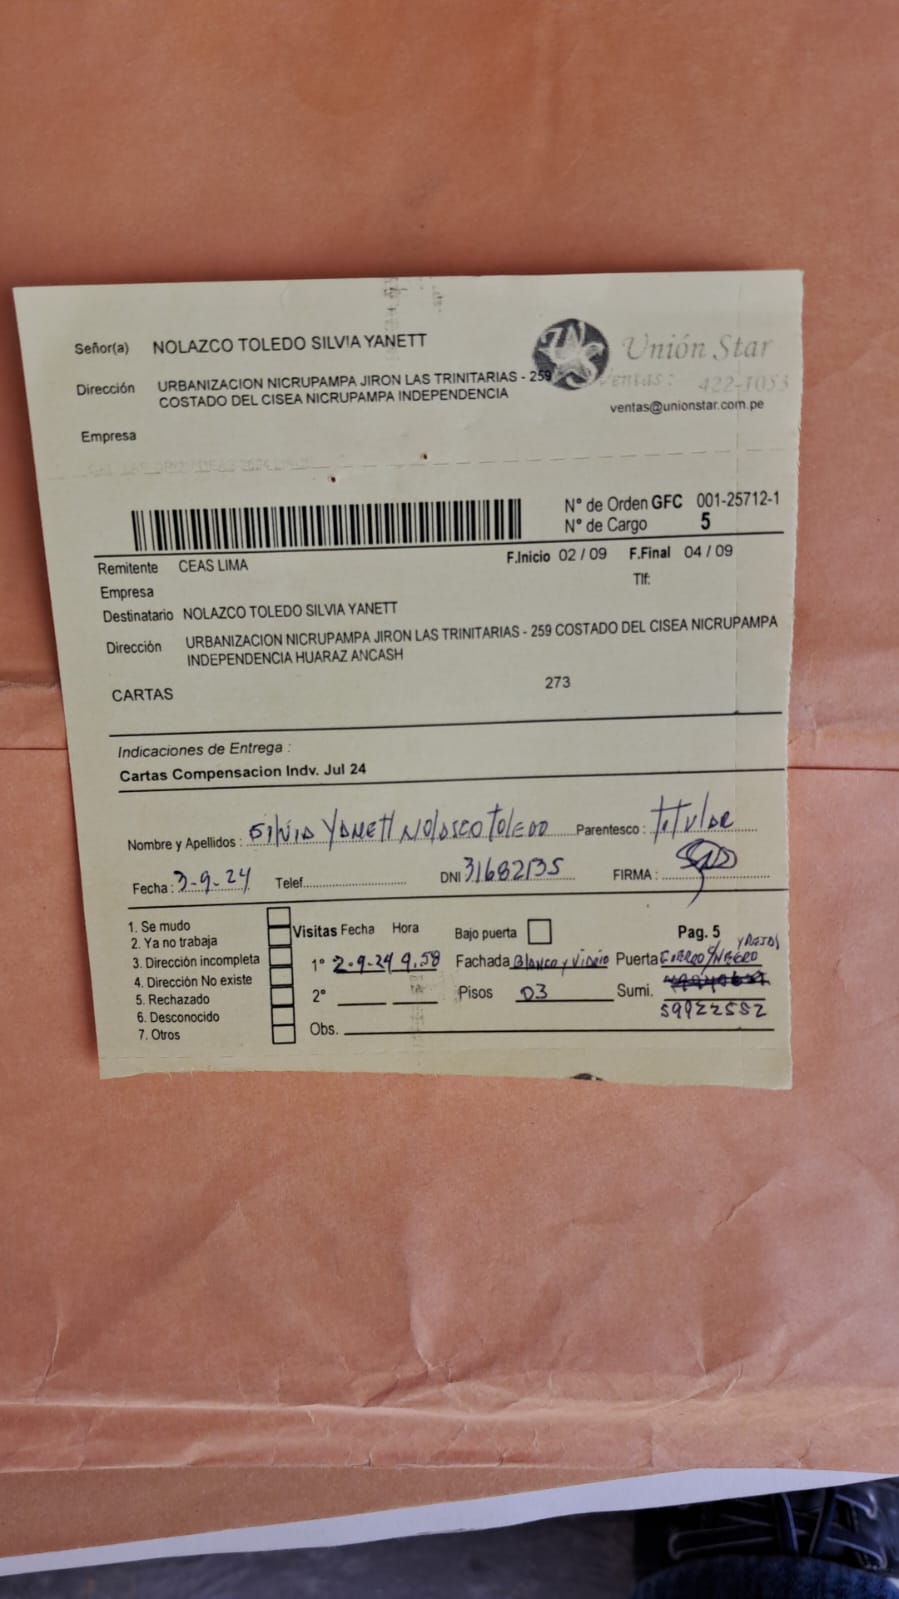 Señor(a) NOLAZCO TOLEDO SILVIA YANETT
Unión Star
Ventas: 422-1053
ventas@unionstar.com.pe
Dirección URBANIZACION NICRUPAMPA JIRON LAS TRINITARIAS - 259
COSTADO DEL CISEA NICRUPAMPA INDEPENDENCIA
Empresa
N° de Orden GFC 001-25712-1
N° de Cargo 5
Remitente CEAS LIMA F.Inicio 02 / 09 F.Final 04 / 09
Empresa Tlf:
Destinatario NOLAZCO TOLEDO SILVIA YANETT
Dirección URBANIZACION NICRUPAMPA JIRON LAS TRINITARIAS - 259 COSTADO DEL CISEA NICRUPAMPA
INDEPENDENCIA HUARAZ ANCASH
CARTAS 273
Indicaciones de Entrega :
Cartas Compensacion Indv. Jul 24
Nombre y Apellidos : Silvia Yanett Nolasco Toledo Parentesco : titular
Fecha : 3-9-24 Telef. DNI 31682135 FIRMA :
1. Se mudo
2. Ya no trabaja
3. Dirección incompleta
4. Dirección No existe
5. Rechazado
6. Desconocido
7. Otros
Visitas Fecha Hora Bajo puerta Pag. 5
1° 2-9-24 9.58 Fachada Blanco y Vidrio Puerta Fierro/Negro
2° Pisos 03 Sumi.
59922582
Obs.